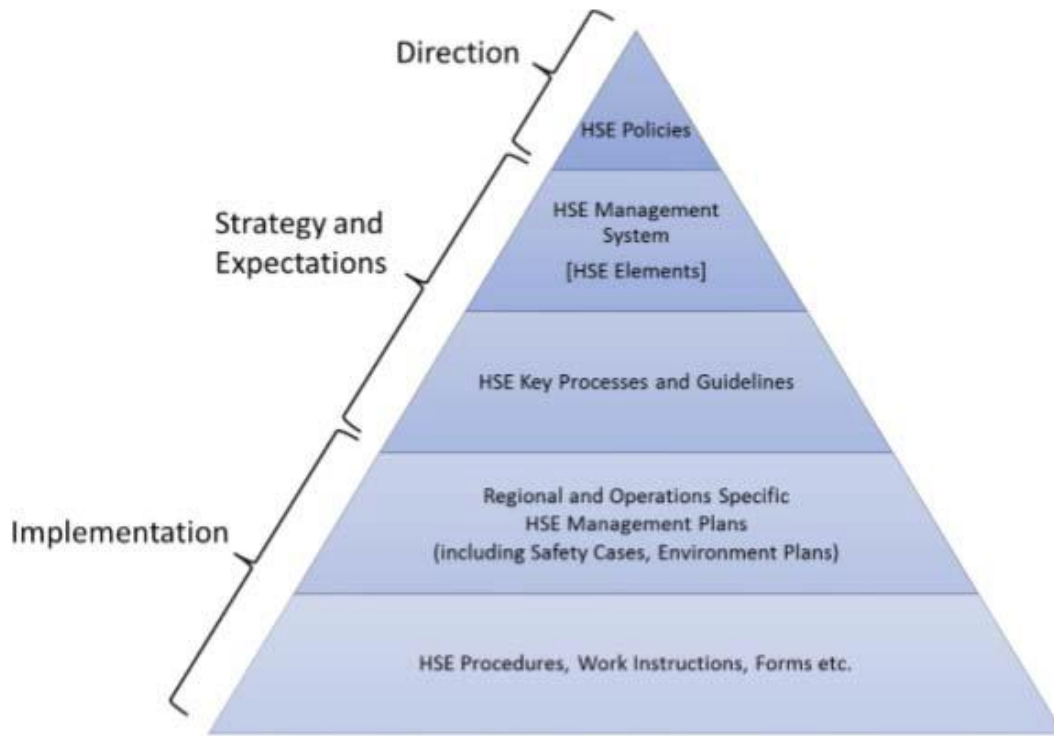 Direction
HSE Policies
Strategy and
Expectations
HSE Management
System
[HSE Elements]
HSE Key Processes and Guidelines
Implementation
Regional and Operations Specific
HSE Management Plans
(including Safety Cases, Environment Plans)
HSE Procedures, Work Instructions, Forms etc.